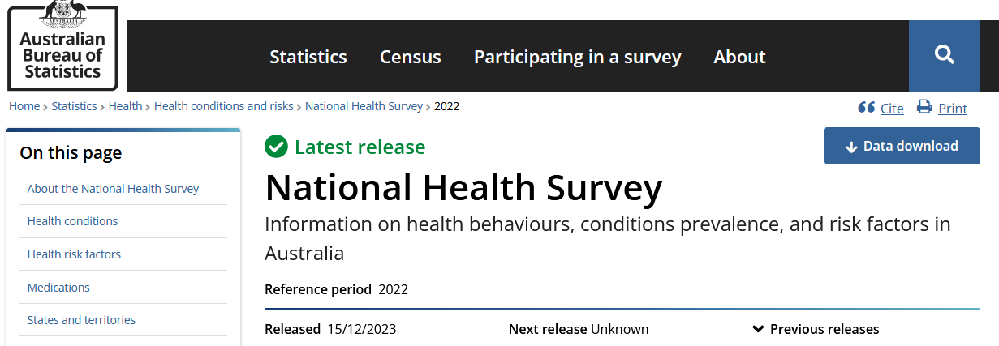 AUSTRALIA
Australian
Bureau of
Statistics
Statistics Census Participating in a survey About
Home > Statistics > Health > Health conditions and risks > National Health Survey > 2022
Cite Print
On this page
About the National Health Survey
Health conditions
Health risk factors
Medications
States and territories
Latest release
Data download
National Health Survey
Information on health behaviours, conditions prevalence, and risk factors in
Australia
Reference period 2022
Released 15/12/2023 Next release Unknown Previous releases